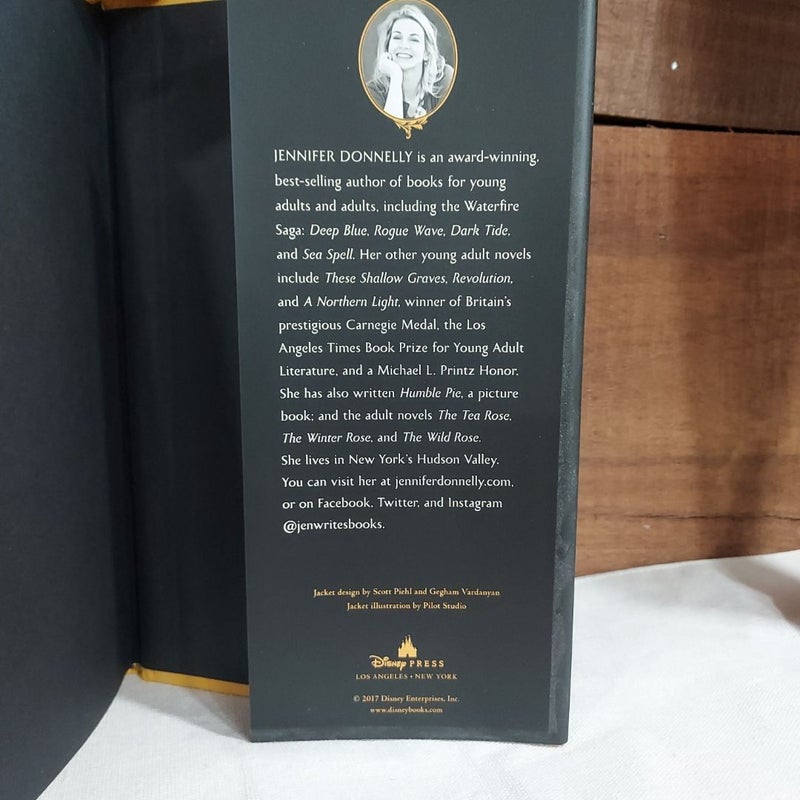 JENNIFER DONNELLY is an award-winning,
best-selling author of books for young
adults and adults, including the Waterfire
Saga: Deep Blue, Rogue Wave, Dark Tide,
and Sea Spell. Her other young adult novels
include These Shallow Graves, Revolution,
and A Northern Light, winner of Britain's
prestigious Carnegie Medal, the Los
Angeles Times Book Prize for Young Adult
Literature, and a Michael L. Printz Honor.
She has also written Humble Pie, a picture
book; and the adult novels The Tea Rose,
The Winter Rose, and The Wild Rose.
She lives in New York's Hudson Valley.
You can visit her at jenniferdonnelly.com,
or on Facebook, Twitter, and Instagram
@jenwritesbooks.
Jacket design by Scott Piehl and Gegham Vardanyan
Jacket illustration by Pilot Studio
Disney PRESS
LOS ANGELES • NEW YORK
© 2017 Disney Enterprises, Inc.
www.disneybooks.com